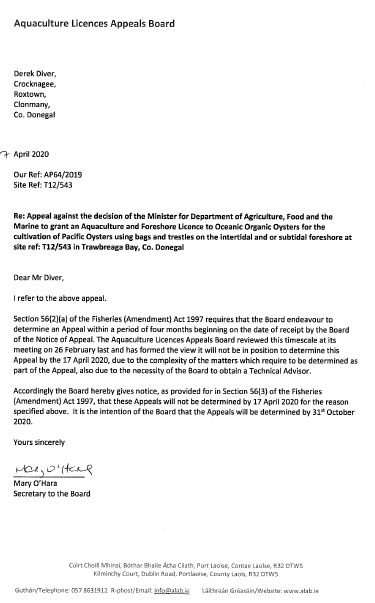 Aquaculture Licences Appeals Board
Derek Diver,
Crocknagee,
Roxtown,
Clonmany,
Co. Donegal
7 April 2020
Our Ref: AP64/2019
Site Ref: T12/543
Re: Appeal against the decision of the Minister for Department of Agriculture, Food and the
Marine to grant an Aquaculture and Foreshore Licence to Oceanic Organic Oysters for the
cultivation of Pacific Oysters using bags and trestles on the intertidal and or subtidal foreshore at
site ref: T12/543 in Trawbreaga Bay, Co. Donegal
Dear Mr Diver,
I refer to the above appeal.
Section 56(2)(a) of the Fisheries (Amendment) Act 1997 requires that the Board endeavour to
determine an Appeal within a period of four months beginning on the date of receipt by the Board
of the Notice of Appeal. The Aquaculture Licences Appeals Board reviewed this timescale at its
meeting on 26 February last and has formed the view it will not be in position to determine this
Appeal by the 17 April 2020, due to the complexity of the matters which require to be determined as
part of the Appeal, also due to the necessity of the Board to obtain a Technical Advisor.
Accordingly the Board hereby gives notice, as provided for in Section 56(3) of the Fisheries
(Amendment) Act 1997, that these Appeals will not be determined by 17 April 2020 for the reason
specified above. It is the intention of the Board that the Appeals will be determined by 31st October
2020.
Yours sincerely
Mary O'Hara
Mary O'Hara
Secretary to the Board
Cúirt Choill Mhinsi, Bóthar Bhaile Átha Cliath, Port Laoise, Contae Laoise, R32 DTW5
Kilminchy Court, Dublin Road, Portlaoise, County Laois, R32 DTW5
Guthán/Telephone: 057 8631912 R-phost/Email: info@alab.ie Láithreán Gréasáin/Website: www.alab.ie